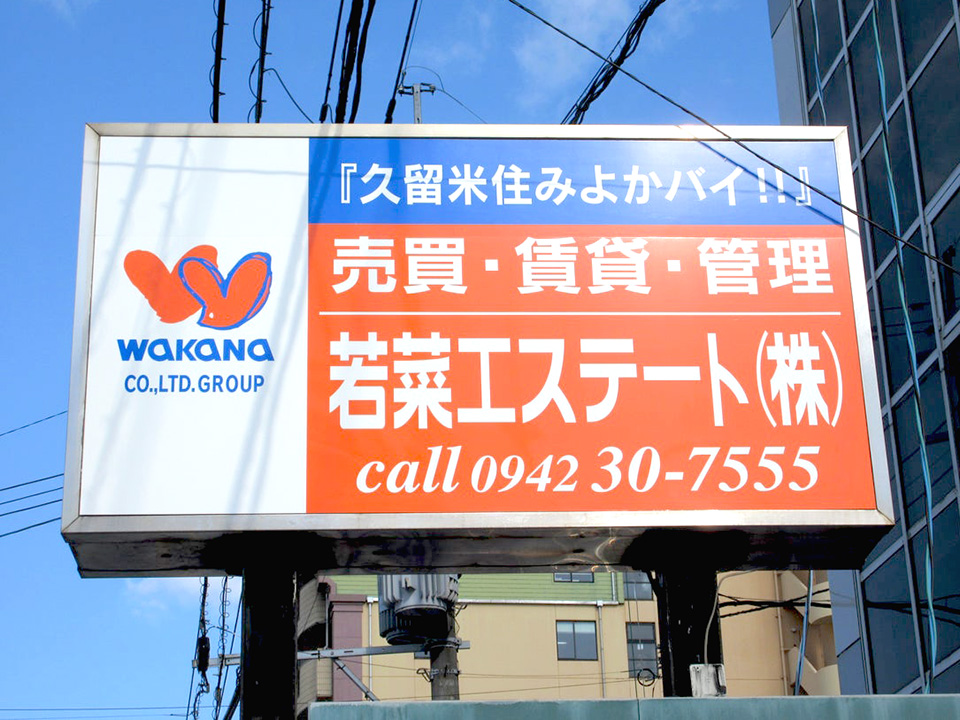 『久留米住みよかバイ!!』
売買・賃貸・管理
若菜エステート(株)
call 0942 30-7555
WAKANA
CO.,LTD.GROUP